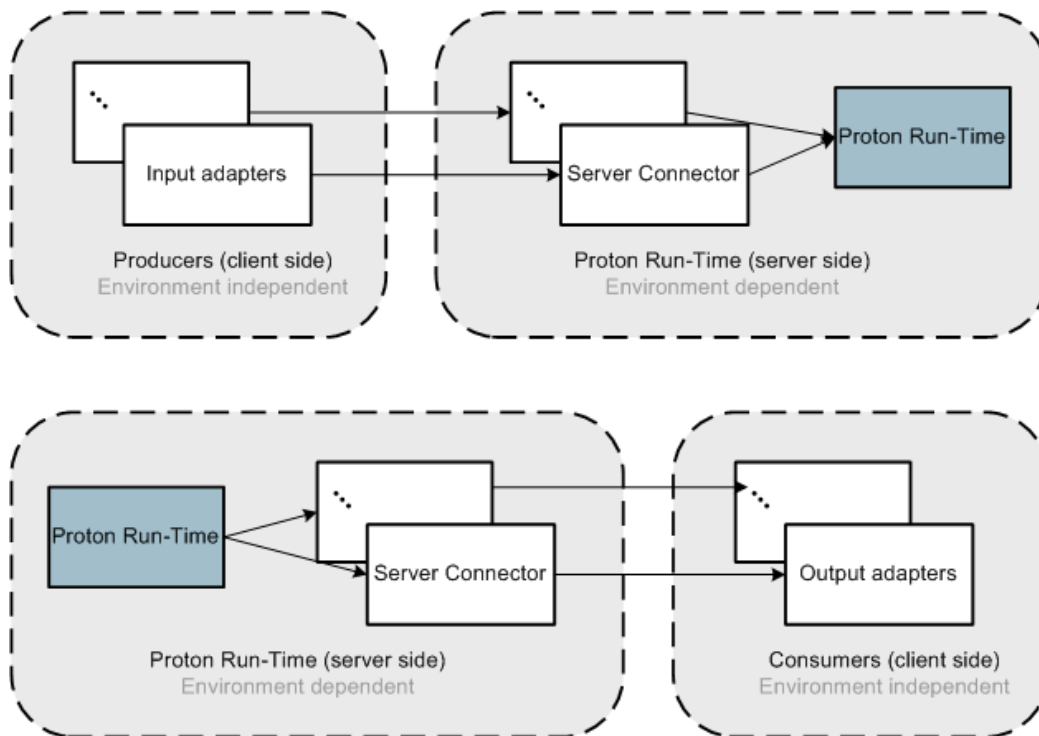 Input adapters
Server Connector
Proton Run-Time
Producers (client side)
Environment independent
Proton Run-Time (server side)
Environment dependent
Proton Run-Time
Server Connector
Output adapters
Proton Run-Time (server side)
Environment dependent
Consumers (client side)
Environment independent